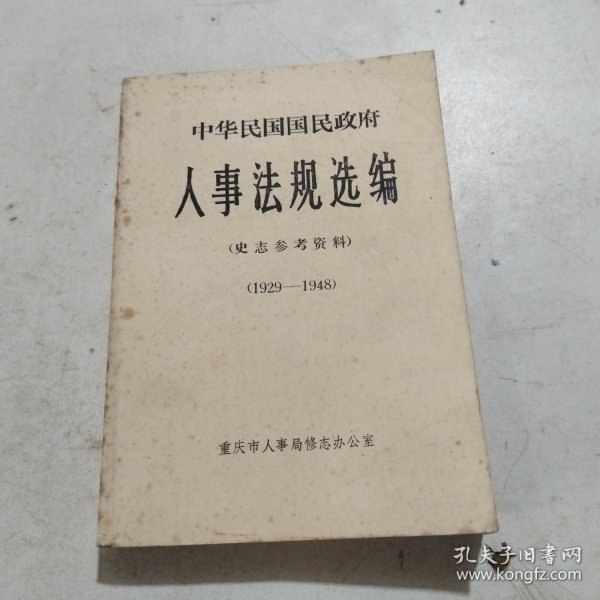 中华民国国民政府
人事法规选编
(史志参考资料)
(1929—1948)
重庆市人事局修志办公室
孔夫子旧书网
www.kongfz.com